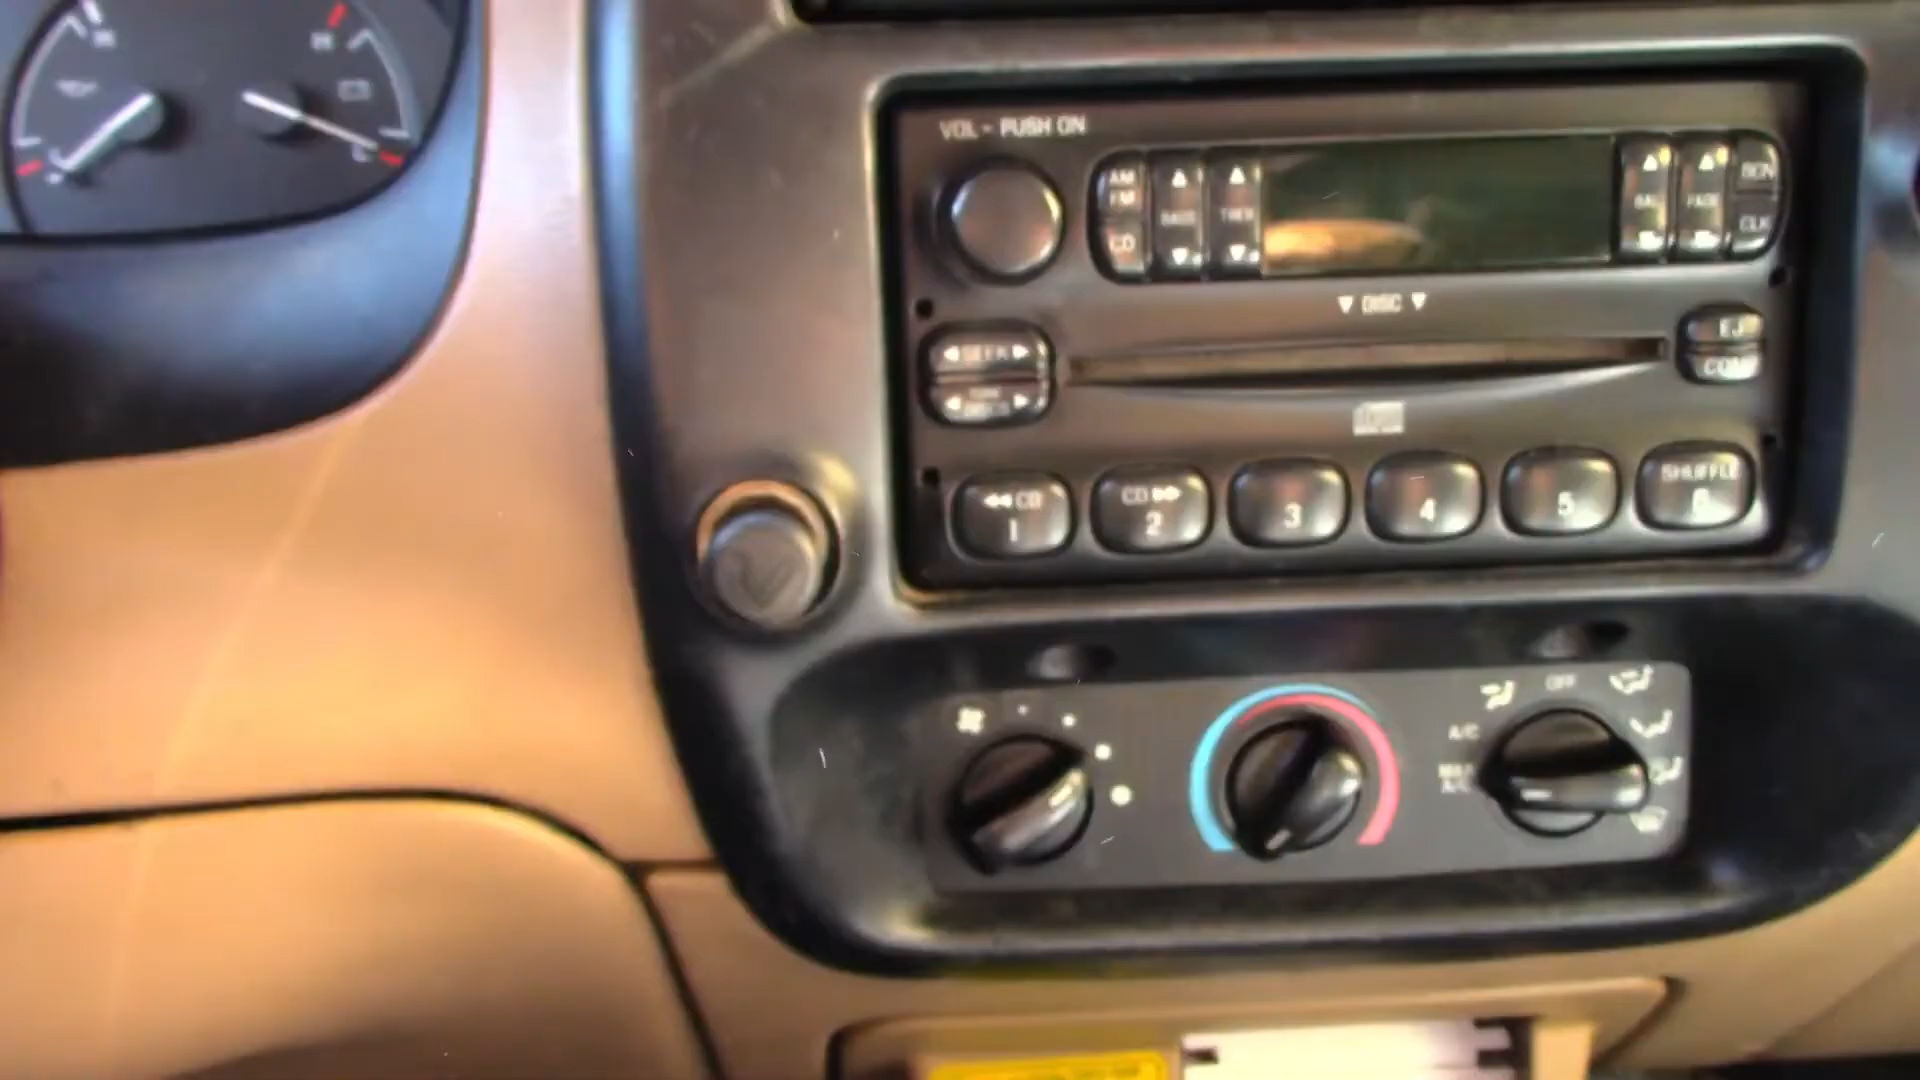 VOL - PUSH ON
AM
FM
CD
BASS
TREB
BAL
FADE
SCN
CLK
▼ DISC ▼
◀ SEEK ▶
EJ
COMP
◀◀ CD
1
CD ▶▶
2
3
4
5
SHUFFLE
6
OFF
A/C
MAX
A/C